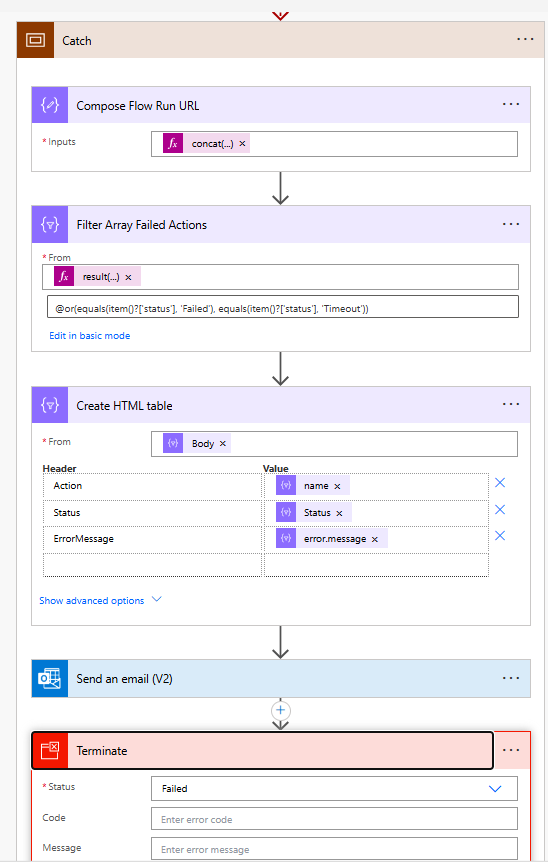 Catch
Compose Flow Run URL
* Inputs
fx concat(...) ×
Filter Array Failed Actions
* From
fx result(...) ×
@or(equals(item()?['status'], 'Failed'), equals(item()?['status'], 'Timeout'))
Edit in basic mode
Create HTML table
* From
Body ×
Header Value
Action name ×
Status Status ×
ErrorMessage error.message ×
Show advanced options
Send an email (V2)
Terminate
* Status Failed
Code Enter error code
Message Enter error message